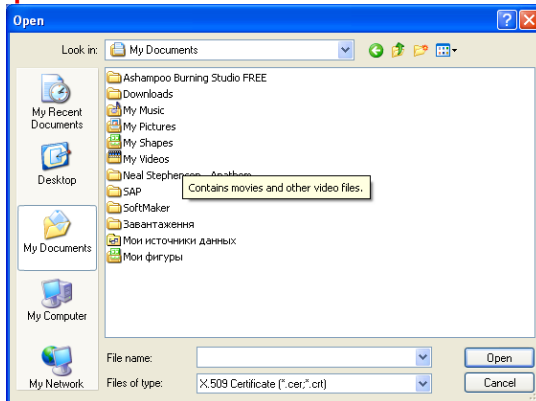 Open
Look in:
My Documents
Ashampoo Burning Studio FREE
Downloads
My Music
My Pictures
My Shapes
My Videos
Neal Stephenson - Anathem
SAP
Contains movies and other video files.
SoftMaker
Завантаження
Мои источники данных
Мои фигуры
My Recent
Documents
Desktop
My Documents
My Computer
My Network
File name:
Open
Files of type:
X.509 Certificate (*.cer;*.crt)
Cancel